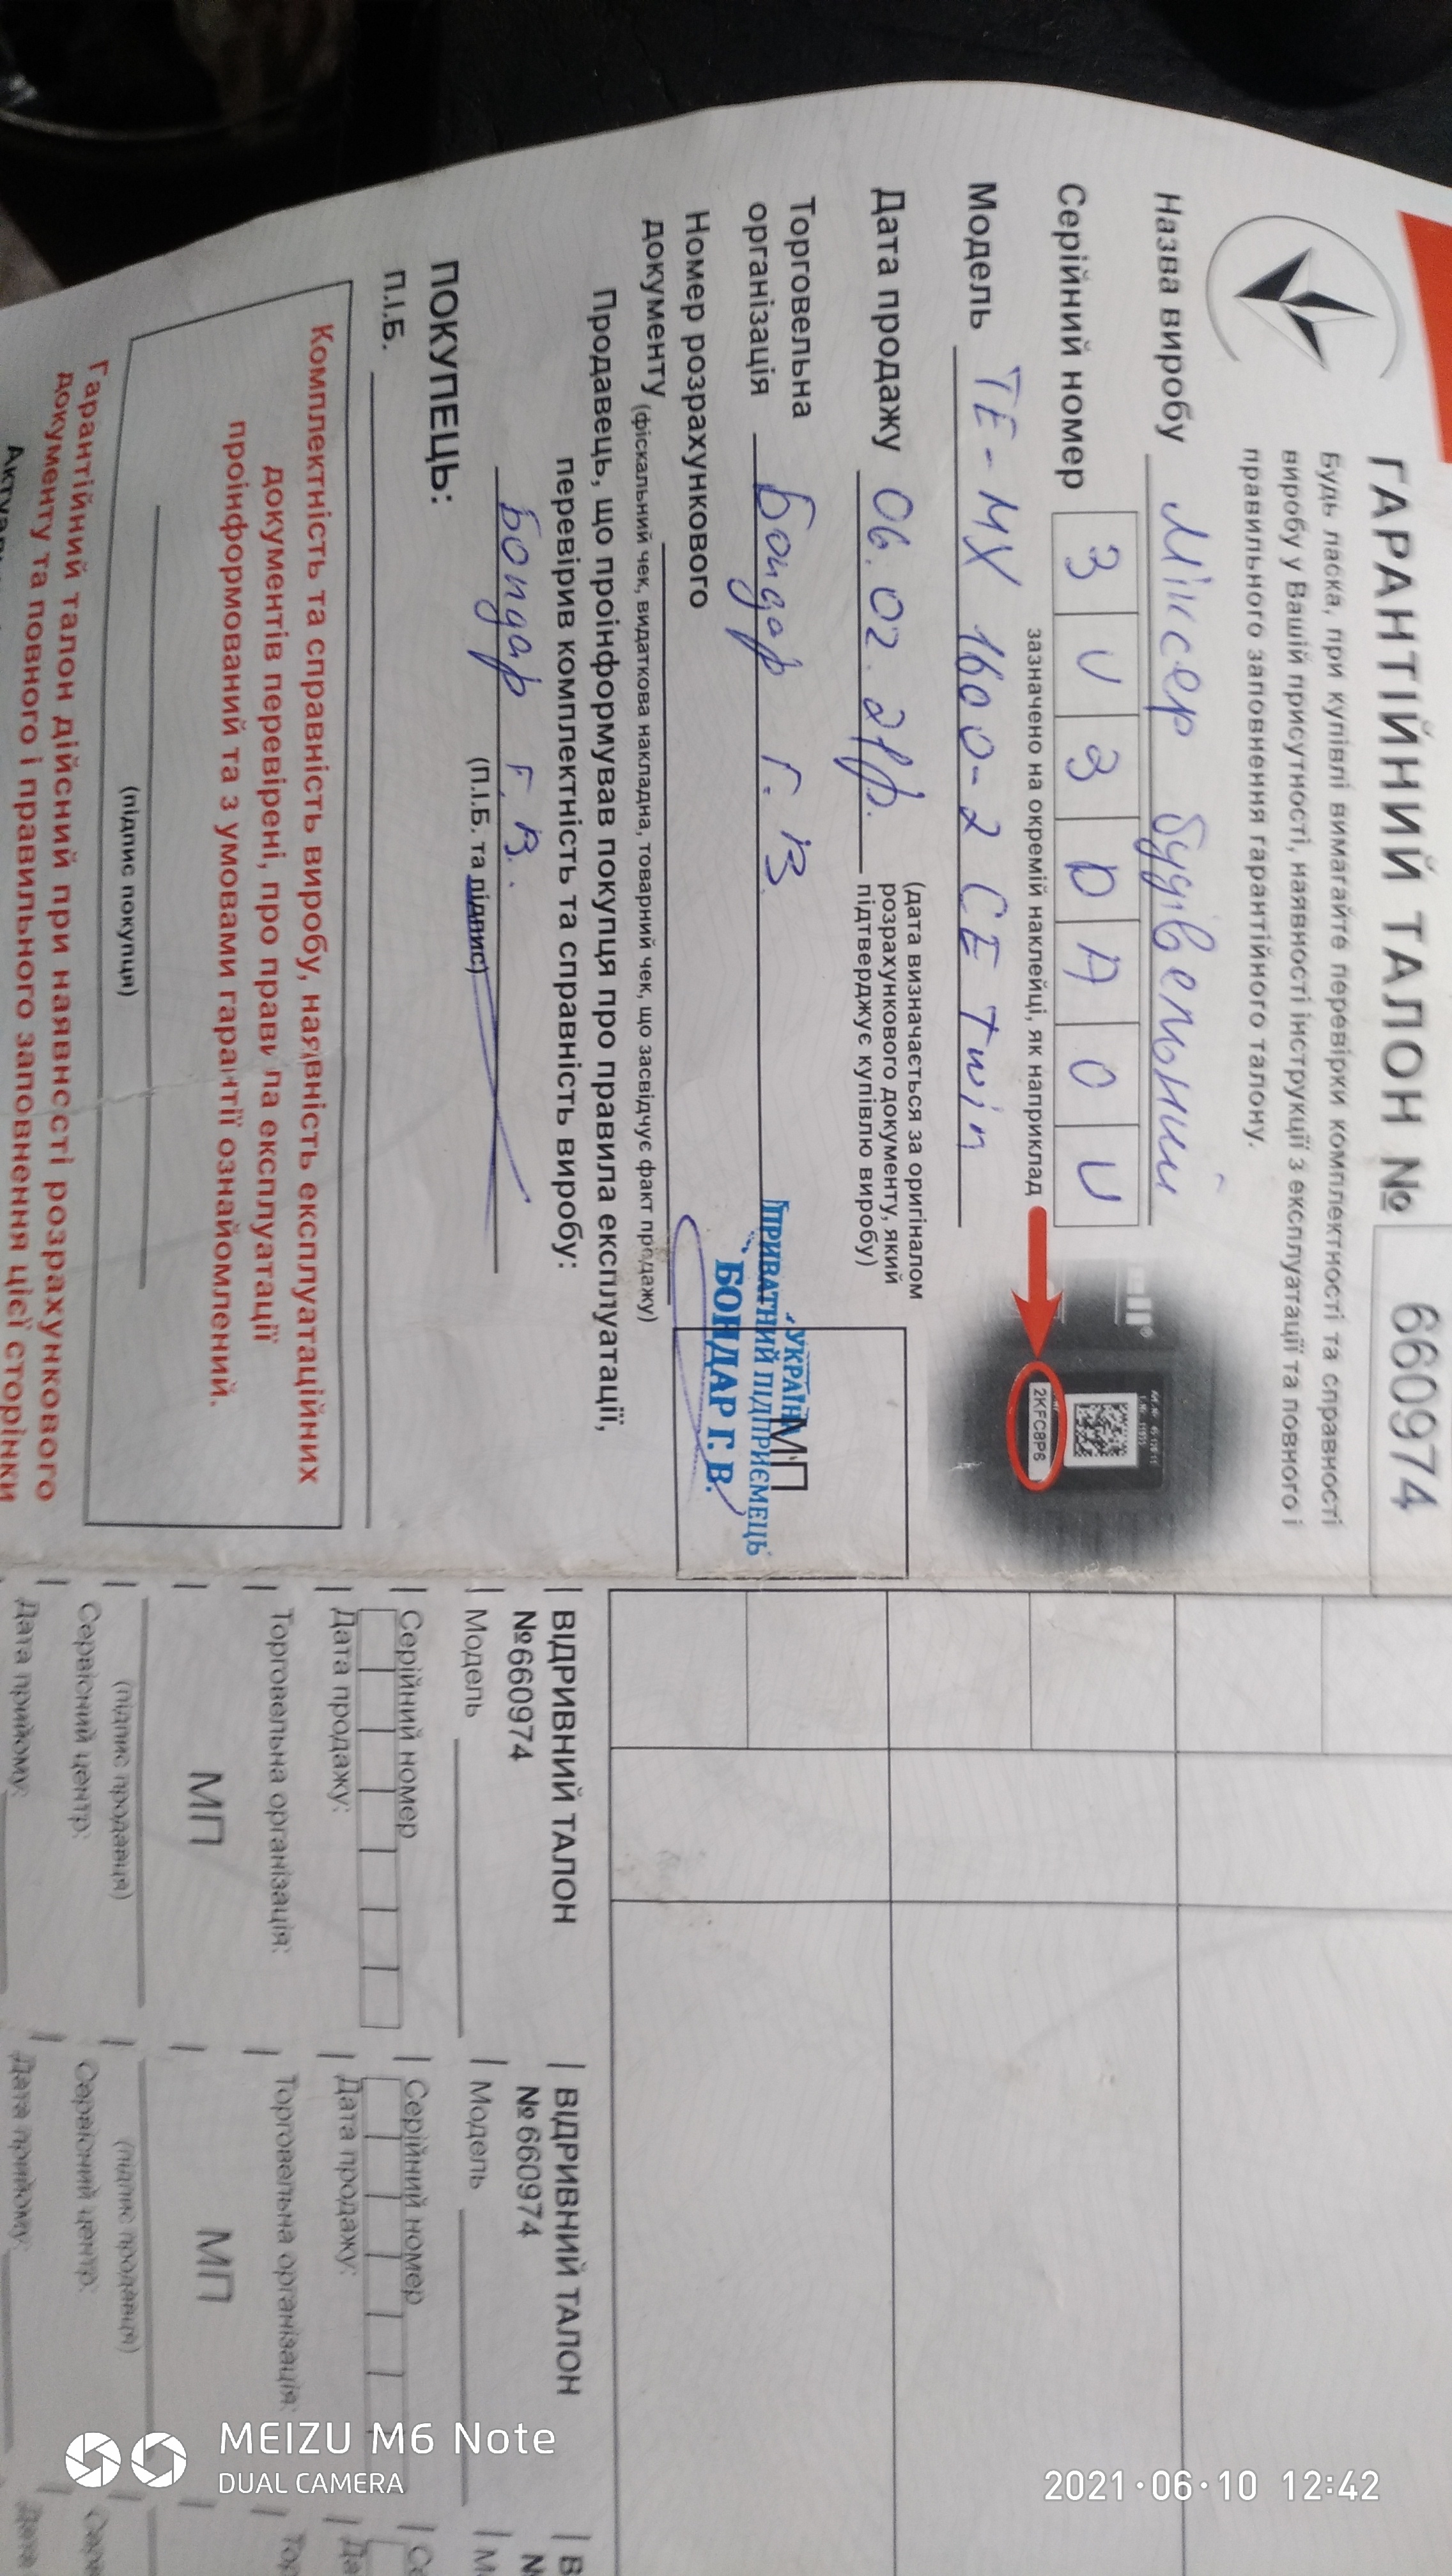 ГАРАНТІЙНИЙ ТАЛОН № 660974
Будь ласка, при купівлі вимагайте перевірки комплектності та справності
виробу у Вашій присутності, наявності інструкції з експлуатації та повного і
правильного заповнення гарантійного талону.
Назва виробу Міксер будівельний
Серійний номер 3 U 3 D A 0 U
зазначено на окремій наклейці, як наприклад
2KFC8P6
Модель TE-MX 1600-2 CE Twin
Дата продажу 06.02.21р.
(дата визначається за оригіналом
розрахункового документу, який
підтверджує купівлю виробу)
Торговельна
організація Бондар Г. В.
Номер розрахункового
документу
(фіскальний чек, видаткова накладна, товарний чек, що засвідчує факт продажу)
УКРАЇНА
ПРИВАТНИЙ ПІДПРИЄМЕЦЬ
БОНДАР Г. В.
МП
Продавець, що проінформував покупця про правила експлуатації,
перевірив комплектність та справність виробу:
Бондар Г. В.
(П.І.Б. та підпис)
ПОКУПЕЦЬ:
П.І.Б.
Комплектність та справність виробу, наявність експлуатаційних
документів перевірені, про правила експлуатації
проінформований та з умовами гарантії ознайомлений.
(підпис покупця)
Гарантійний талон дійсний при наявності розрахункового
документу та повного і правильного заповнення цієї сторінки
ВІДРИВНИЙ ТАЛОН
№660974
Модель
Серійний номер
Дата продажу:
Торговельна організація:
МП
(підпис продавця)
Сервісний центр:
Дата прийому:
ВІДРИВНИЙ ТАЛОН
№660974
Модель
Серійний номер
Дата продажу:
Торговельна організація:
МП
(підпис продавця)
Сервісний центр:
Дата прийому:
MEIZU M6 Note
DUAL CAMERA
2021·06·10 12:42